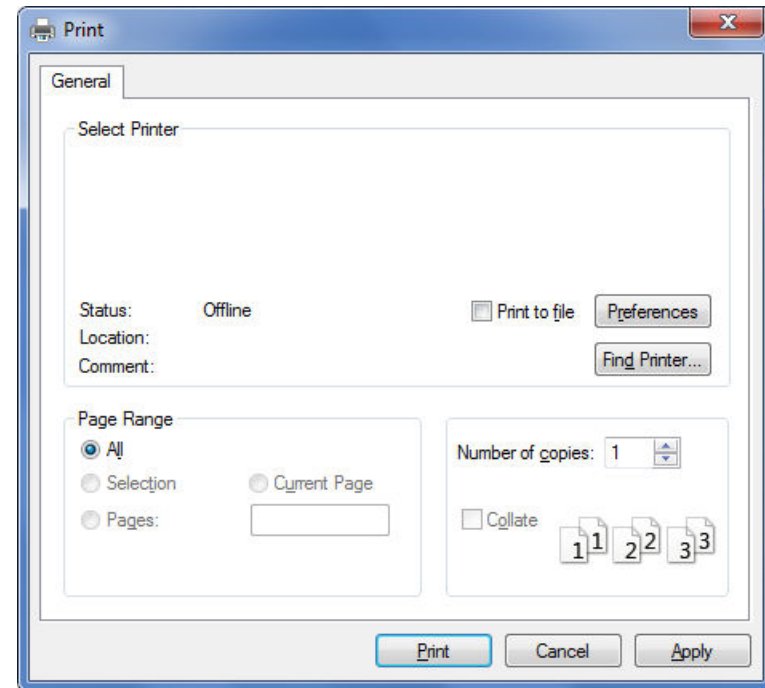 Print
General
Select Printer
Status: Offline
Print to file
Preferences
Location:
Comment:
Find Printer...
Page Range
All
Selection
Current Page
Pages:
Number of copies: 1
Collate
1 1 2 2 3 3
Print Cancel Apply